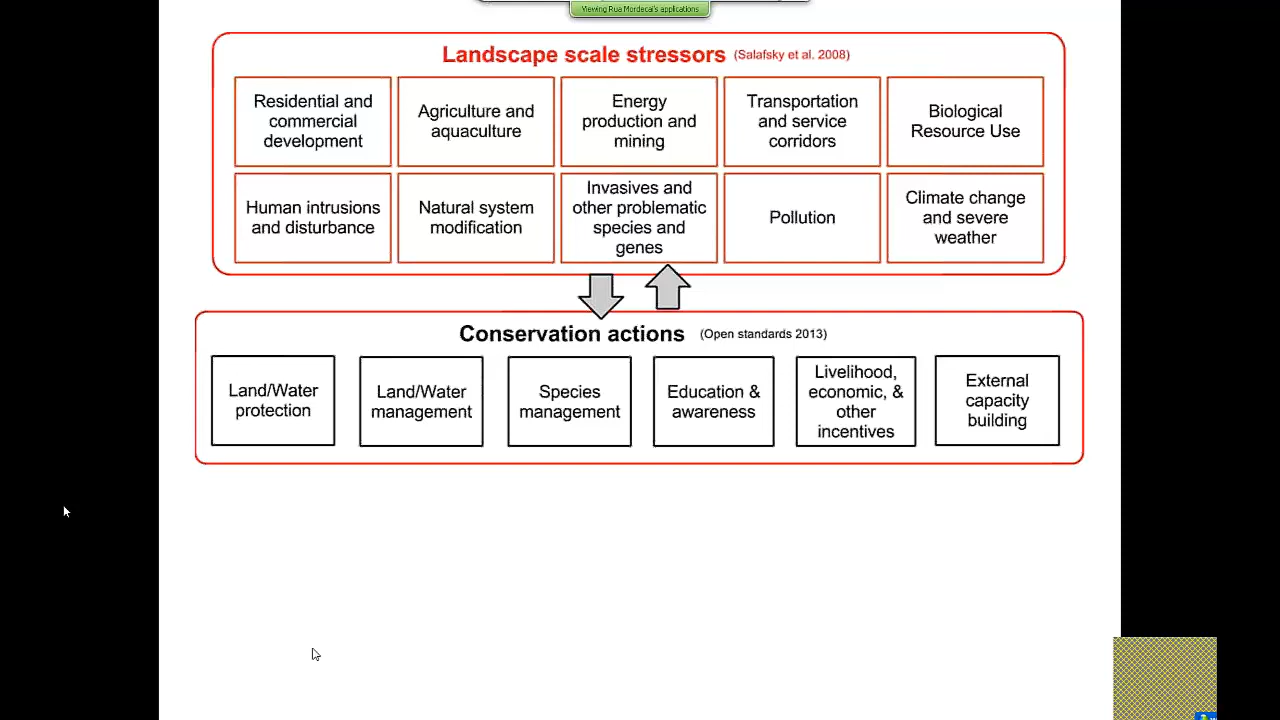 Viewing Rua Mordecai's applications
Landscape scale stressors (Salafsky et al. 2008)
Residential and
commercial
development
Agriculture and
aquaculture
Energy
production and
mining
Transportation
and service
corridors
Biological
Resource Use
Human intrusions
and disturbance
Natural system
modification
Invasives and
other problematic
species and
genes
Pollution
Climate change
and severe
weather
Conservation actions (Open standards 2013)
Land/Water
protection
Land/Water
management
Species
management
Education &
awareness
Livelihood,
economic, &
other
incentives
External
capacity
building